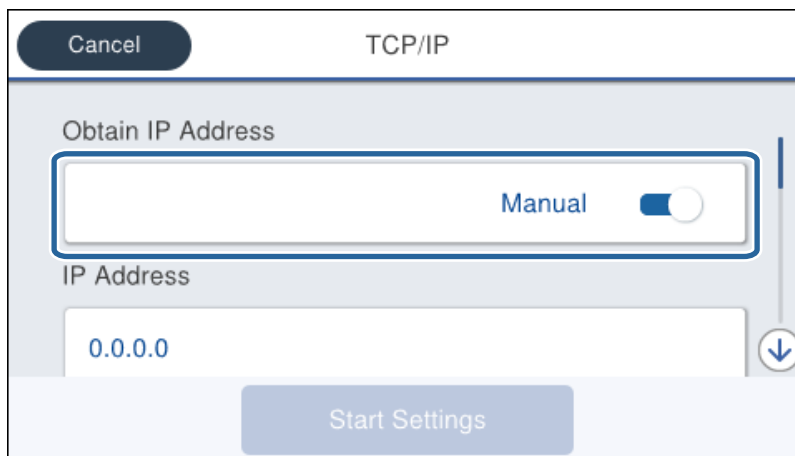 Cancel
TCP/IP
Obtain IP Address
Manual
IP Address
0.0.0.0
Start Settings